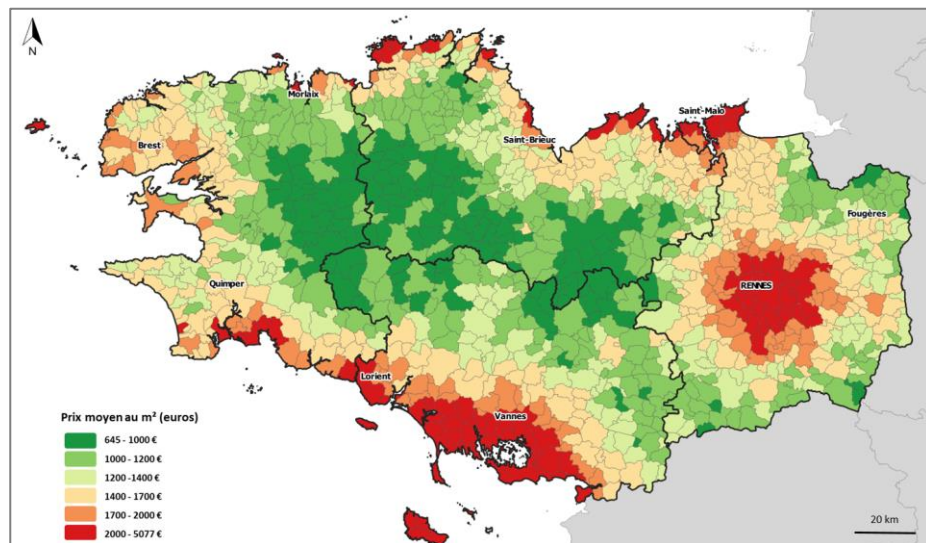 N
Morlaix
Saint-Malo
Brest
Saint-Brieuc
Fougères
Quimper
RENNES
Lorient
Vannes
Prix moyen au m² (euros)
645 - 1000 €
1000 - 1200 €
1200 -1400 €
1400 - 1700 €
1700 - 2000 €
2000 - 5077 €
20 km